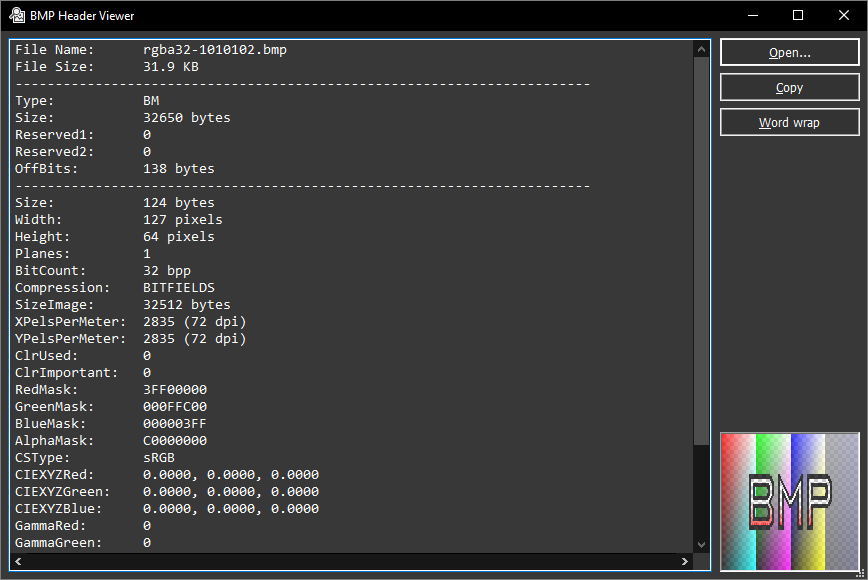 BMP Header Viewer
File Name: rgba32-1010102.bmp
File Size: 31.9 KB
------------------------------------------------------------------------
Type: BM
Size: 32650 bytes
Reserved1: 0
Reserved2: 0
OffBits: 138 bytes
------------------------------------------------------------------------
Size: 124 bytes
Width: 127 pixels
Height: 64 pixels
Planes: 1
BitCount: 32 bpp
Compression: BITFIELDS
SizeImage: 32512 bytes
XPelsPerMeter: 2835 (72 dpi)
YPelsPerMeter: 2835 (72 dpi)
ClrUsed: 0
ClrImportant: 0
RedMask: 3FF00000
GreenMask: 000FFC00
BlueMask: 000003FF
AlphaMask: C0000000
CSType: sRGB
CIEXYZRed: 0.0000, 0.0000, 0.0000
CIEXYZGreen: 0.0000, 0.0000, 0.0000
CIEXYZBlue: 0.0000, 0.0000, 0.0000
GammaRed: 0
GammaGreen: 0
Open...
Copy
Word wrap
BMP